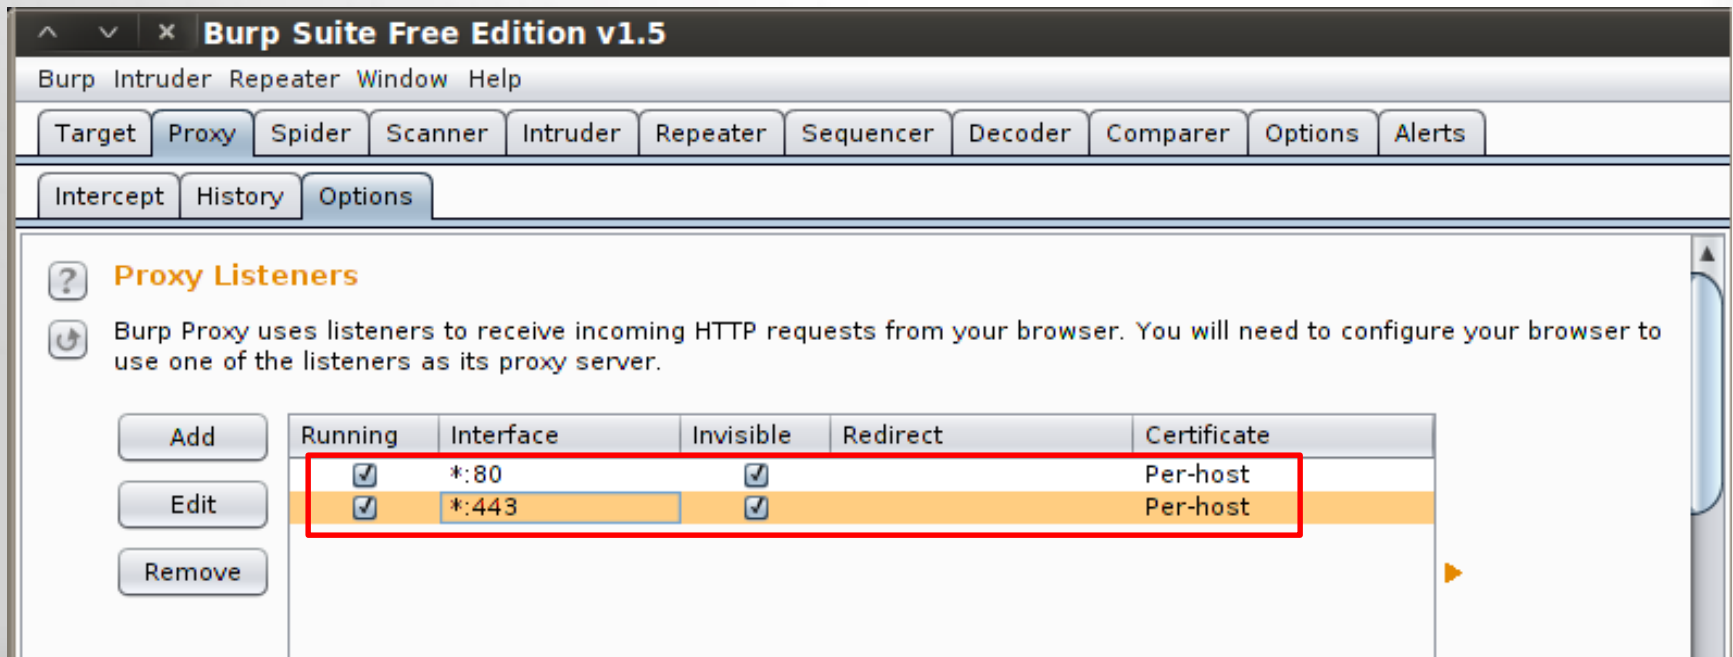 Burp Suite Free Edition v1.5
Burp Intruder Repeater Window Help
Target Proxy Spider Scanner Intruder Repeater Sequencer Decoder Comparer Options Alerts
Intercept History Options
Proxy Listeners
Burp Proxy uses listeners to receive incoming HTTP requests from your browser. You will need to configure your browser to
use one of the listeners as its proxy server.
Add Running Interface Invisible Redirect Certificate
*:80 Per-host
Edit *:443 Per-host
Remove